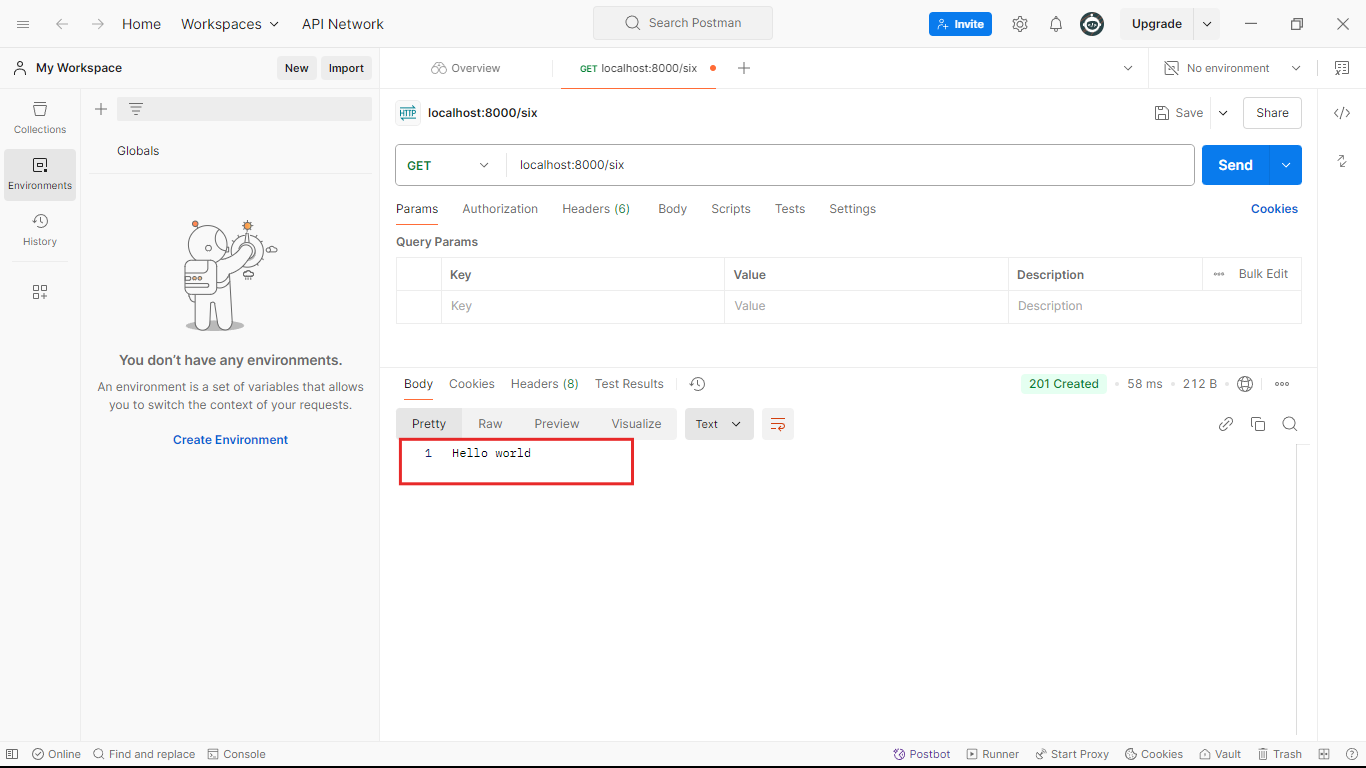 Home Workspaces API Network Search Postman Invite Upgrade
My Workspace New Import Overview GET localhost:8000/six No environment
Collections
Environments
History
Globals
You don't have any environments.
An environment is a set of variables that allows
you to switch the context of your requests.
Create Environment
HTTP localhost:8000/six Save Share
GET localhost:8000/six Send
Params Authorization Headers (6) Body Scripts Tests Settings Cookies
Query Params
Key Value Description Bulk Edit
Key Value Description
Body Cookies Headers (8) Test Results 201 Created 58 ms 212 B
Pretty Raw Preview Visualize Text
1 Hello world
Online Find and replace Console Postbot Runner Start Proxy Cookies Vault Trash